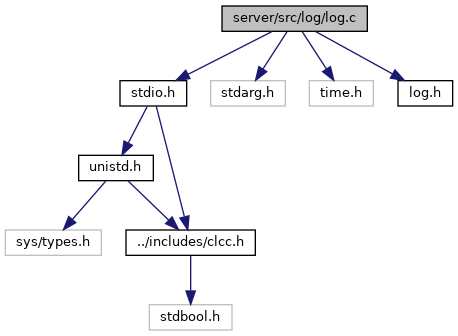 server/src/log/log.c
stdio.h
stdarg.h
time.h
log.h
unistd.h
sys/types.h
../includes/clcc.h
stdbool.h